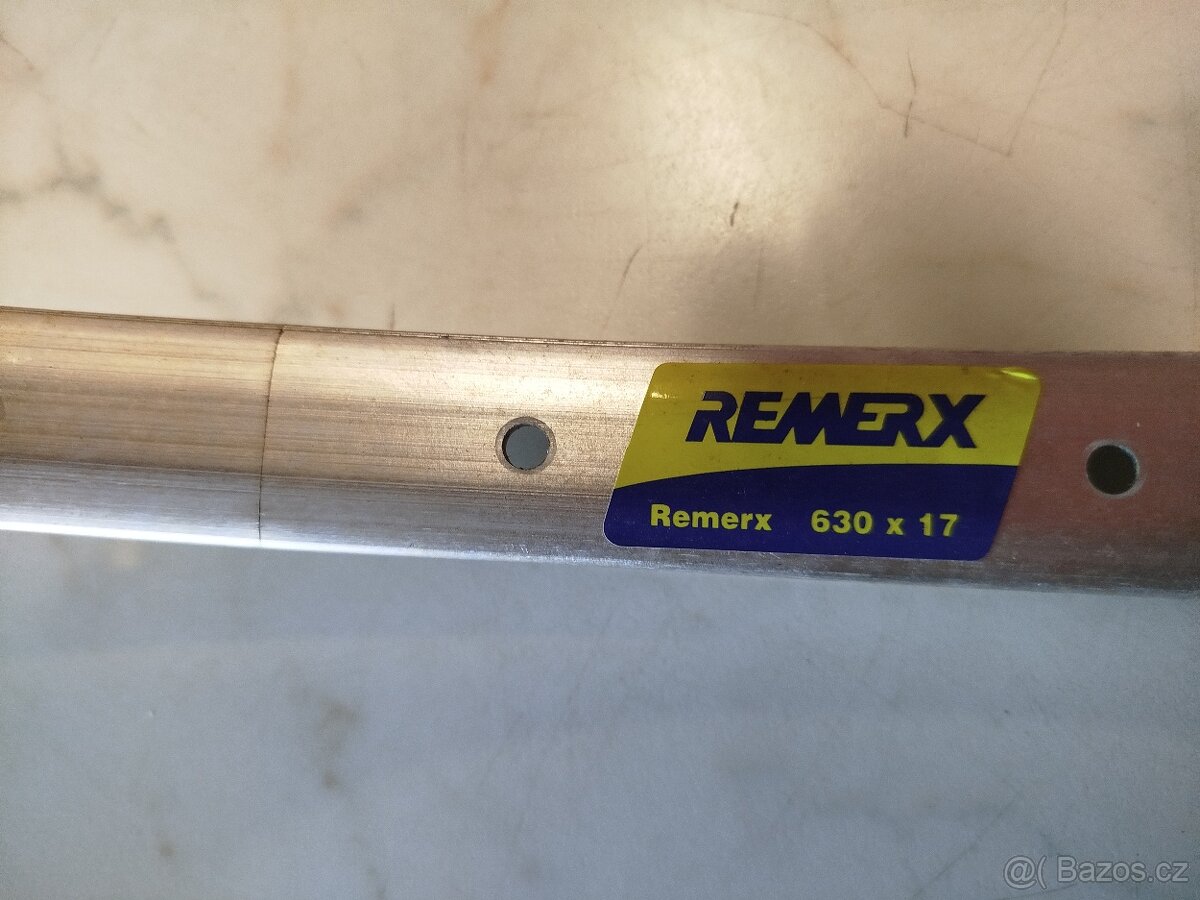 REMERX
Remerx 630 x 17
@( Bazos.cz